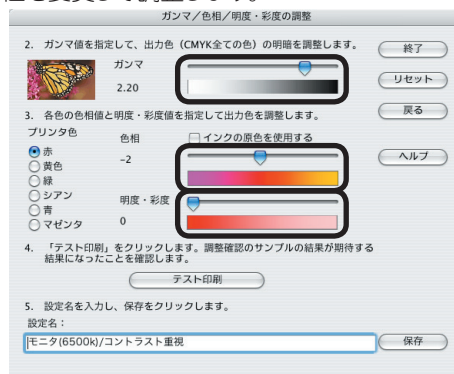 ガンマ／色相／明度・彩度の調整
2. ガンマ値を指定して、出力色（CMYK全ての色）の明暗を調整します。
終了
ガンマ
2.20
リセット
3. 各色の色相値と明度・彩度値を指定して出力色を調整します。
戻る
プリンタ色
色相
インクの原色を使用する
赤
-2
ヘルプ
黄色
緑
シアン
明度・彩度
青
0
マゼンタ
4. 「テスト印刷」をクリックします。調整確認のサンプルの結果が期待する
結果になったことを確認します。
テスト印刷
5. 設定名を入力し、保存をクリックします。
設定名：
モニタ(6500k)/コントラスト重視
保存